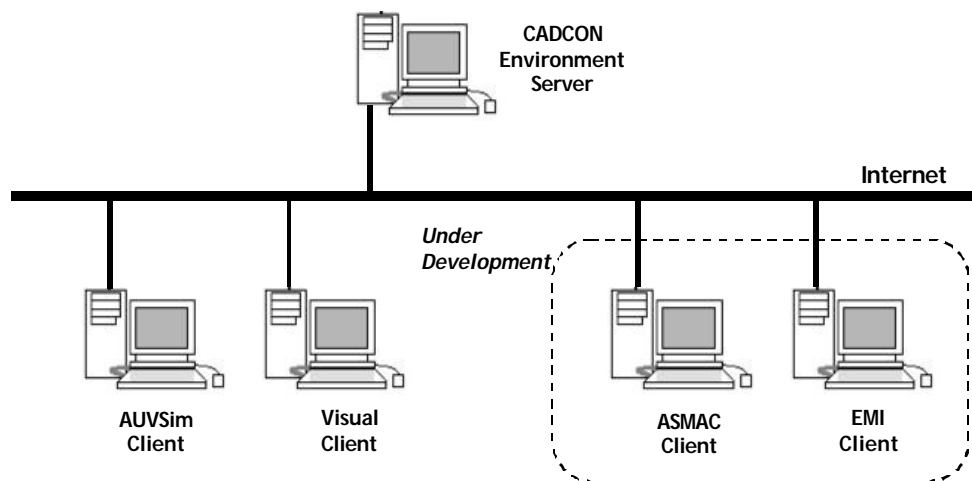 CADCON
Environment
Server
Internet
Under
Development
AUVSim
Client
Visual
Client
ASMAC
Client
EMI
Client